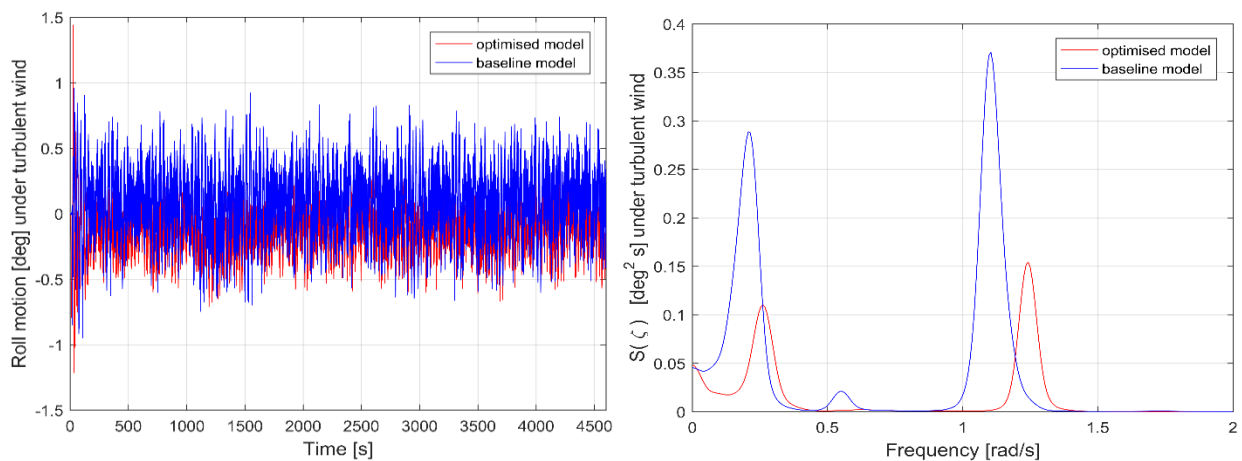 Roll motion [deg] under turbulent wind
1.5
1
0.5
0
-0.5
-1
-1.5
optimised model
baseline model
0 500 1000 1500 2000 2500 3000 3500 4000 4500
Time [s]
S( ζ ) [deg² s] under turbulent wind
0.4
0.35
0.3
0.25
0.2
0.15
0.1
0.05
0
optimised model
baseline model
0 0.5 1 1.5 2
Frequency [rad/s]